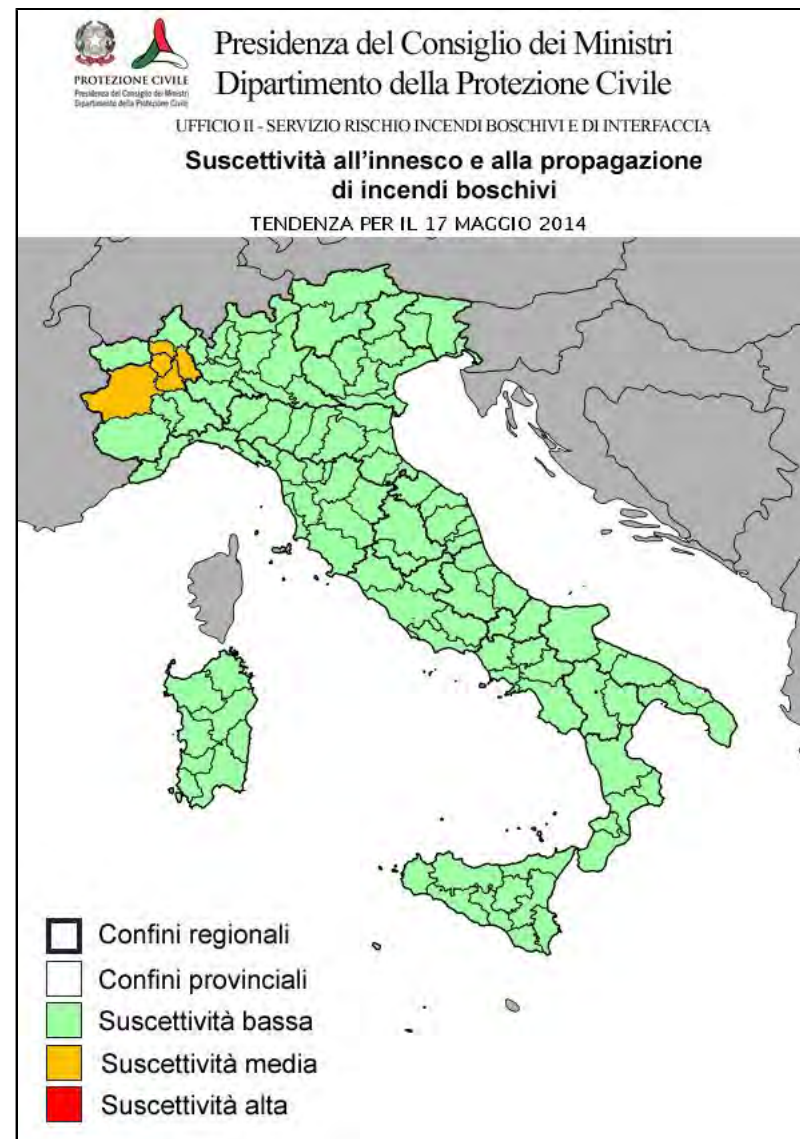 PROTEZIONE CIVILE
Presidenza del Consiglio dei Ministri
Dipartimento della Protezione Civile
Presidenza del Consiglio dei Ministri
Dipartimento della Protezione Civile
UFFICIO II - SERVIZIO RISCHIO INCENDI BOSCHIVI E DI INTERFACCIA
Suscettività all'innesco e alla propagazione
di incendi boschivi
TENDENZA PER IL 17 MAGGIO 2014
Confini regionali
Confini provinciali
Suscettività bassa
Suscettività media
Suscettività alta